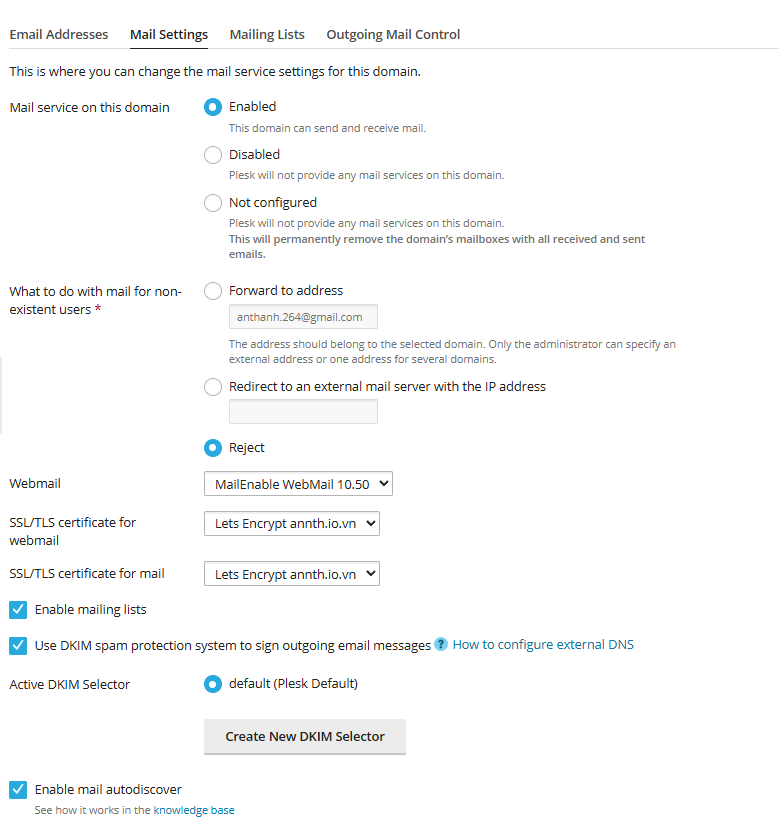 Email Addresses Mail Settings Mailing Lists Outgoing Mail Control
This is where you can change the mail service settings for this domain.
Mail service on this domain
Enabled
This domain can send and receive mail.
Disabled
Plesk will not provide any mail services on this domain.
Not configured
Plesk will not provide any mail services on this domain.
This will permanently remove the domain's mailboxes with all received and sent
emails.
What to do with mail for non-
existent users *
Forward to address
anthanh.264@gmail.com
The address should belong to the selected domain. Only the administrator can specify an
external address or one address for several domains.
Redirect to an external mail server with the IP address
Reject
Webmail
MailEnable WebMail 10.50
SSL/TLS certificate for
webmail
Lets Encrypt annth.io.vn
SSL/TLS certificate for mail
Lets Encrypt annth.io.vn
Enable mailing lists
Use DKIM spam protection system to sign outgoing email messages ? How to configure external DNS
Active DKIM Selector
default (Plesk Default)
Create New DKIM Selector
Enable mail autodiscover
See how it works in the knowledge base